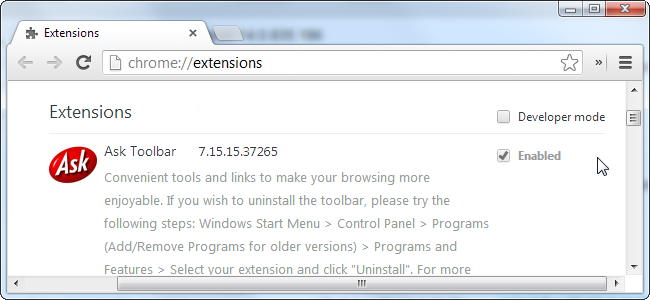 Extensions
chrome://extensions
»
Extensions
Developer mode
Ask
Ask Toolbar 7.15.15.37265
Enabled
Convenient tools and links to make your browsing more
enjoyable. If you wish to uninstall the toolbar, please try the
following steps: Windows Start Menu > Control Panel > Programs
(Add/Remove Programs for older versions) > Programs and
Features > Select your extension and click "Uninstall". For more